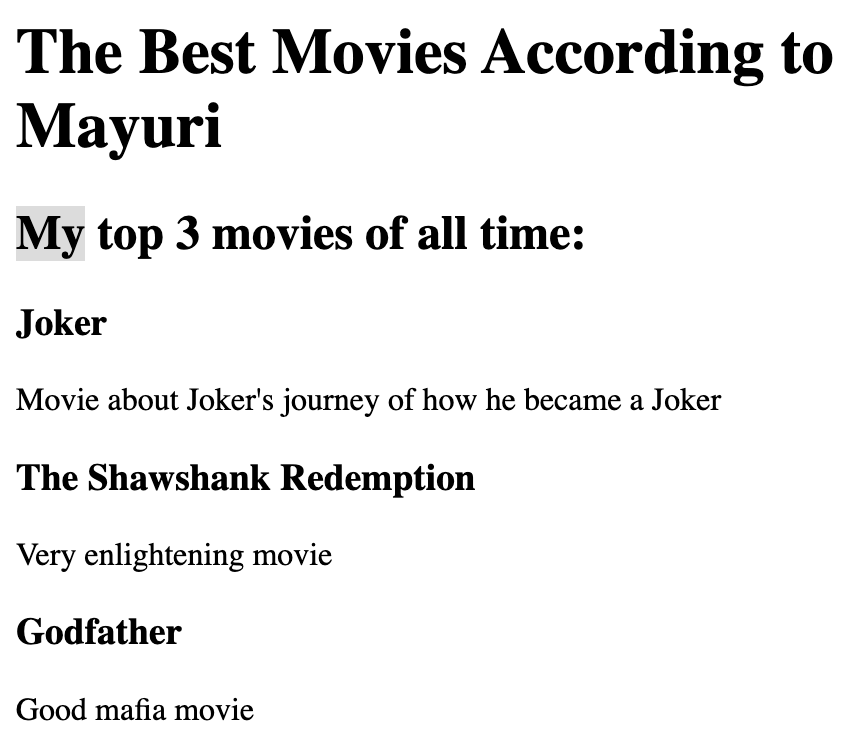 The Best Movies According to
Mayuri
My top 3 movies of all time:
Joker
Movie about Joker's journey of how he became a Joker
The Shawshank Redemption
Very enlightening movie
Godfather
Good mafia movie